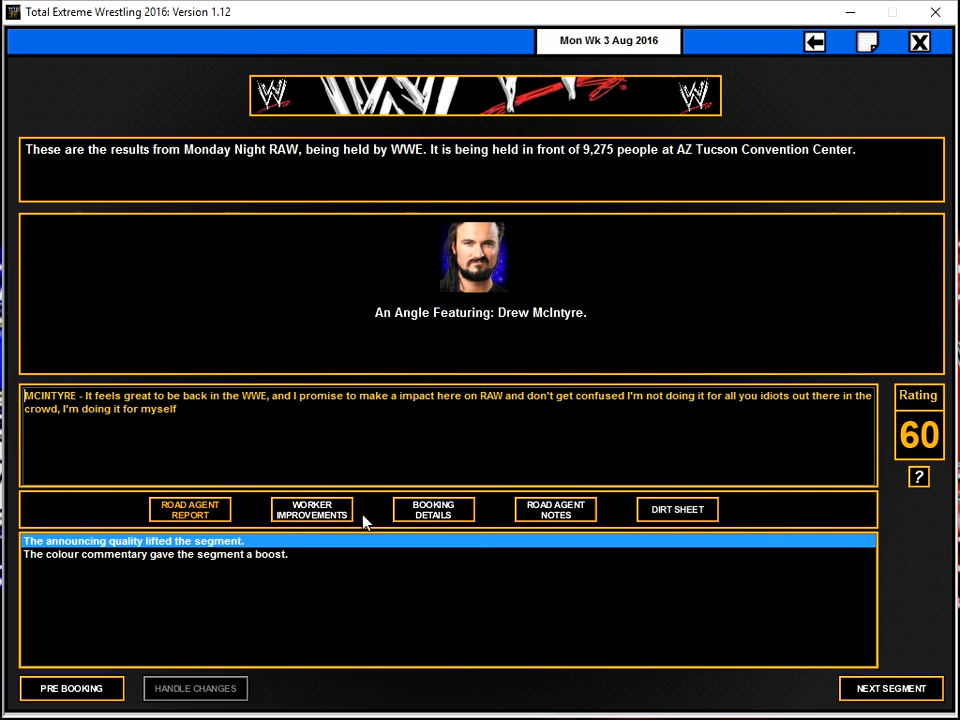 Total Extreme Wrestling 2016: Version 1.12
Mon Wk 3 Aug 2016
These are the results from Monday Night RAW, being held by WWE. It is being held in front of 9,275 people at AZ Tucson Convention Center.
An Angle Featuring: Drew McIntyre.
MCINTYRE - It feels great to be back in the WWE, and I promise to make a impact here on RAW and don't get confused I'm not doing it for all you idiots out there in the
crowd, I'm doing it for myself
Rating
60
?
ROAD AGENT
REPORT
WORKER
IMPROVEMENTS
BOOKING
DETAILS
ROAD AGENT
NOTES
DIRT SHEET
The announcing quality lifted the segment.
The colour commentary gave the segment a boost.
PRE BOOKING
HANDLE CHANGES
NEXT SEGMENT